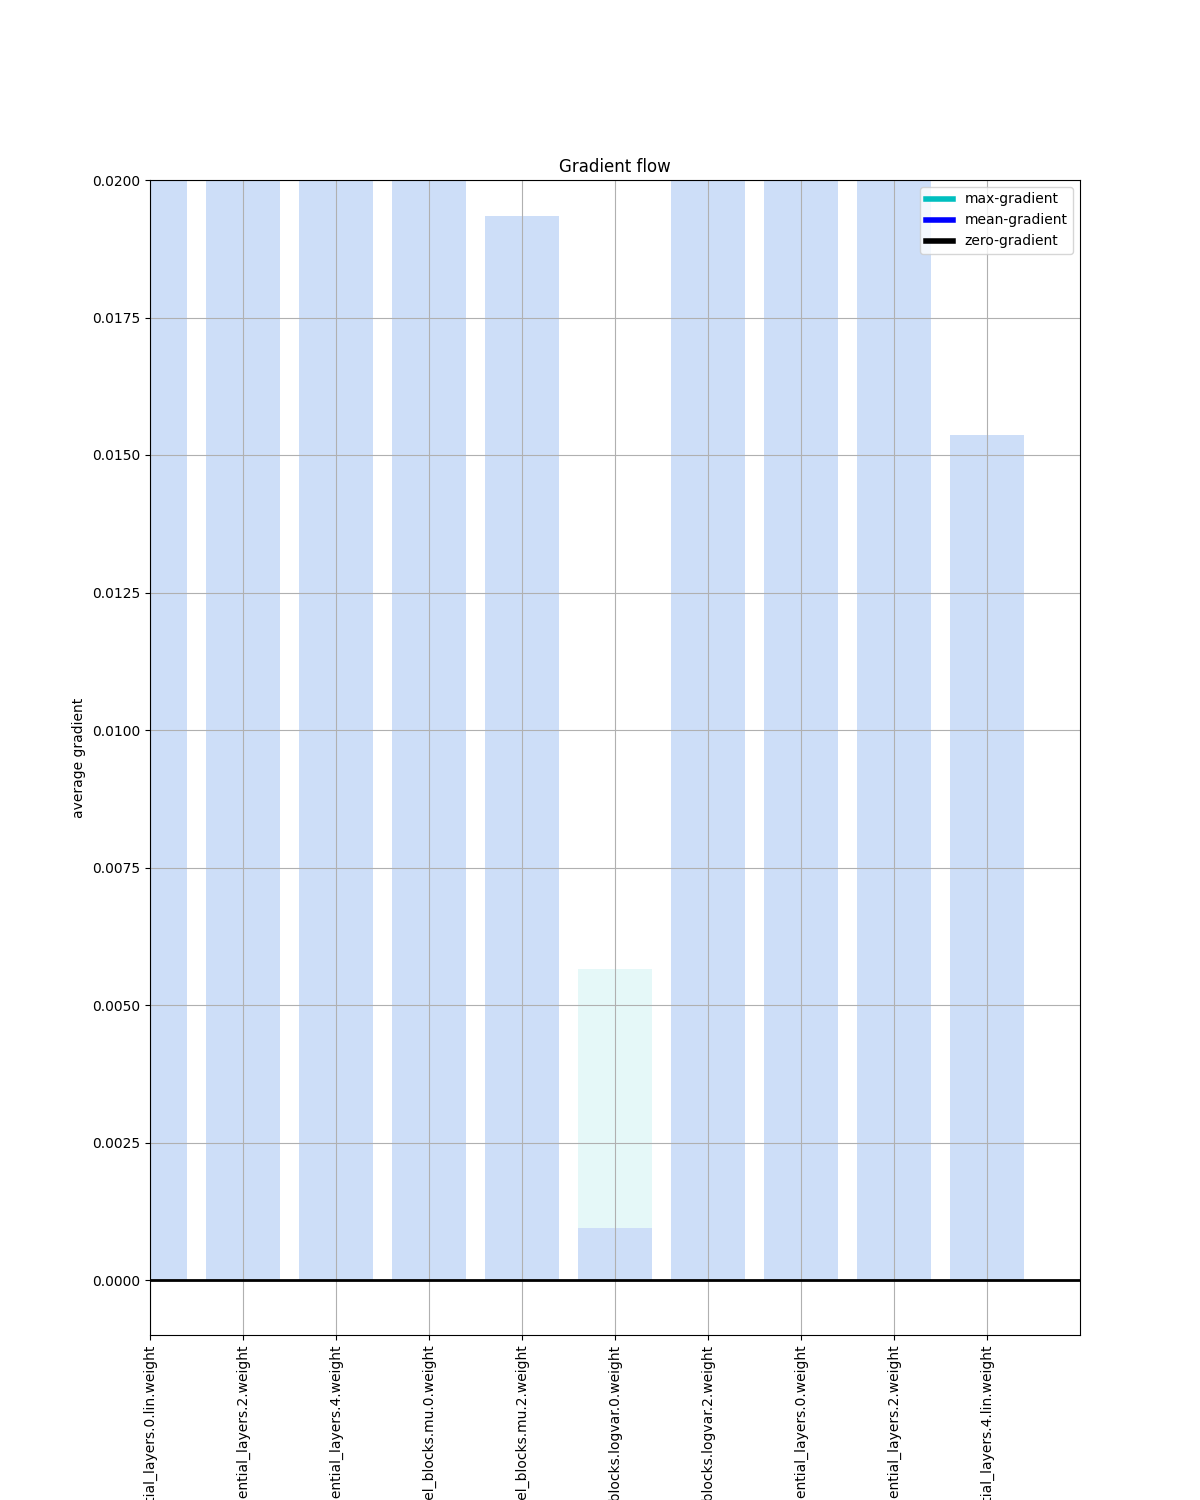 Gradient flow
max-gradient
mean-gradient
zero-gradient
0.0200
0.0175
0.0150
0.0125
0.0100
0.0075
0.0050
0.0025
0.0000
average gradient
tial_layers.0.lin.weight
ential_layers.2.weight
ential_layers.4.weight
el_blocks.mu.0.weight
el_blocks.mu.2.weight
blocks.logvar.0.weight
blocks.logvar.2.weight
ential_layers.0.weight
ential_layers.2.weight
tial_layers.4.lin.weight